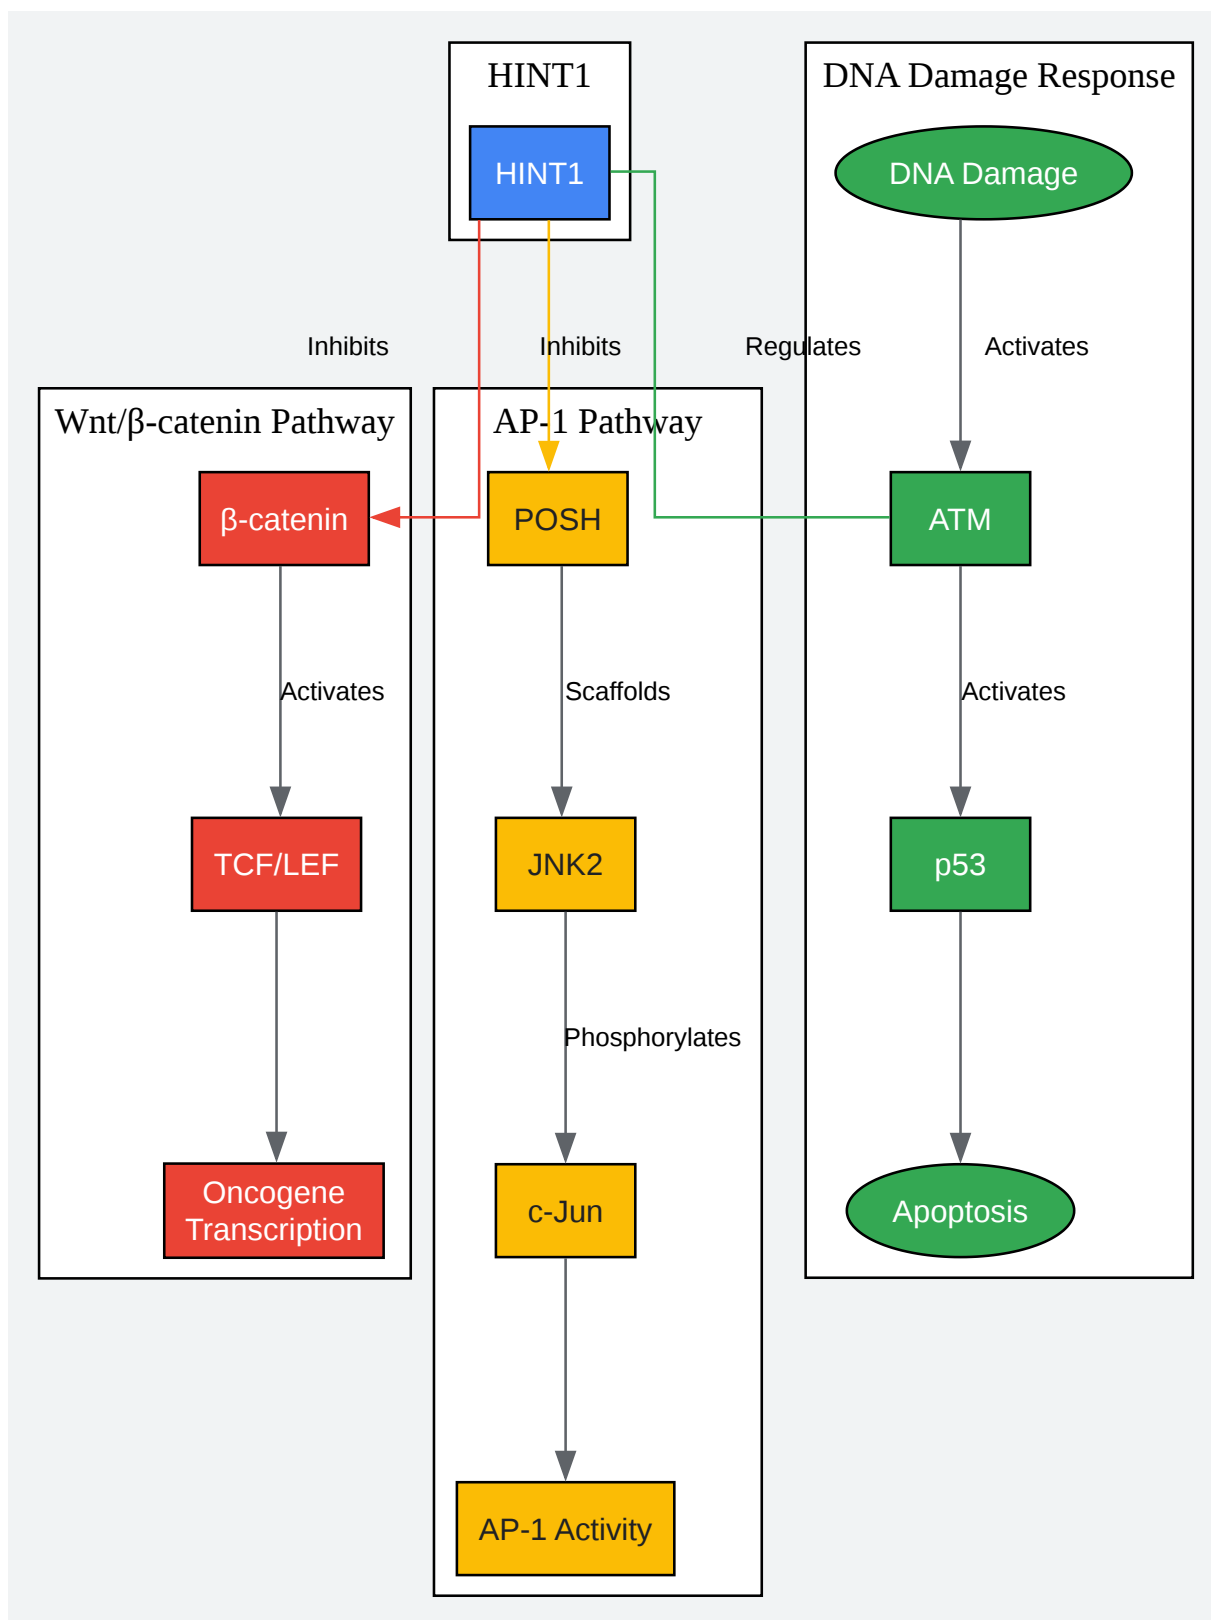 HINT1
DNA Damage Response
HINT1
DNA Damage
Inhibits
Inhibits
Regulates
Activates
Wnt/β-catenin Pathway
AP-1 Pathway
β-catenin
POSH
ATM
Activates
Scaffolds
Activates
TCF/LEF
JNK2
p53
Phosphorylates
Oncogene
Transcription
c-Jun
Apoptosis
AP-1 Activity